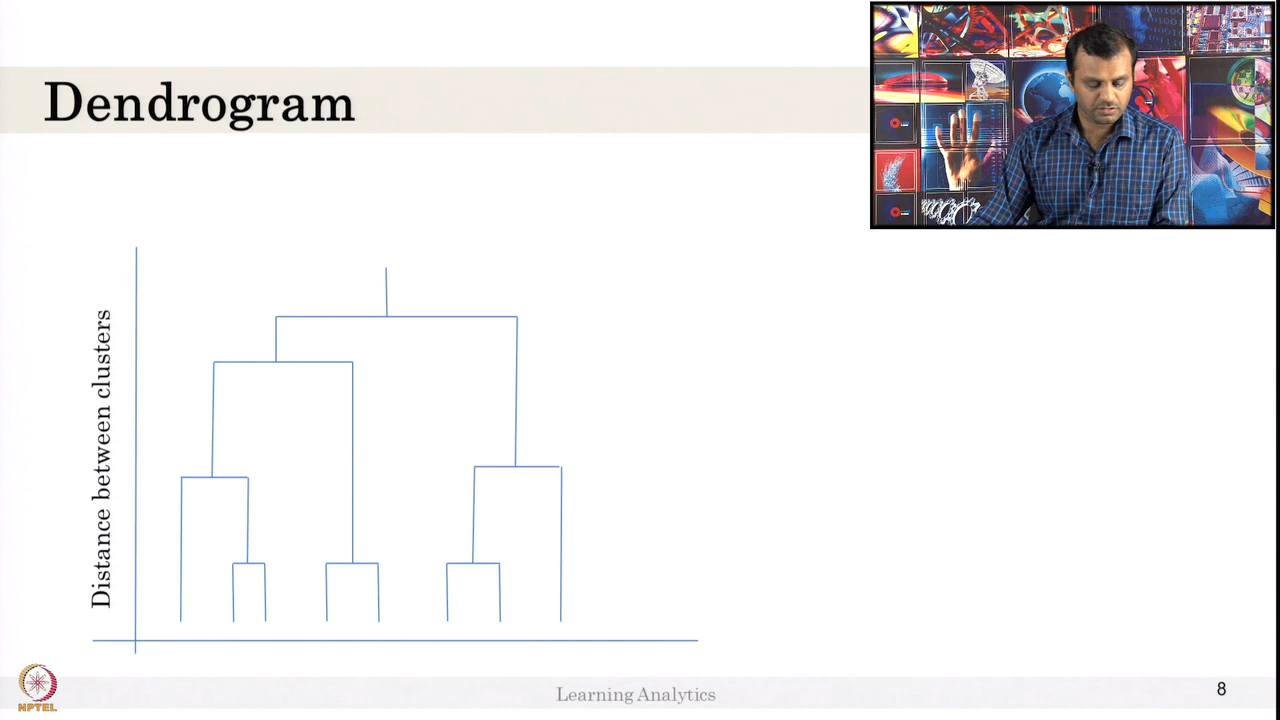 Dendrogram
Distance between clusters
NPTEL
Learning Analytics
8